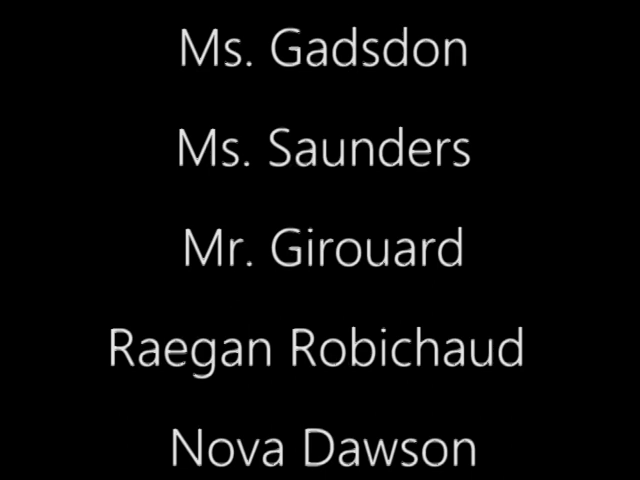 Ms. Gadsdon
Ms. Saunders
Mr. Girouard
Raegan Robichaud
Nova Dawson